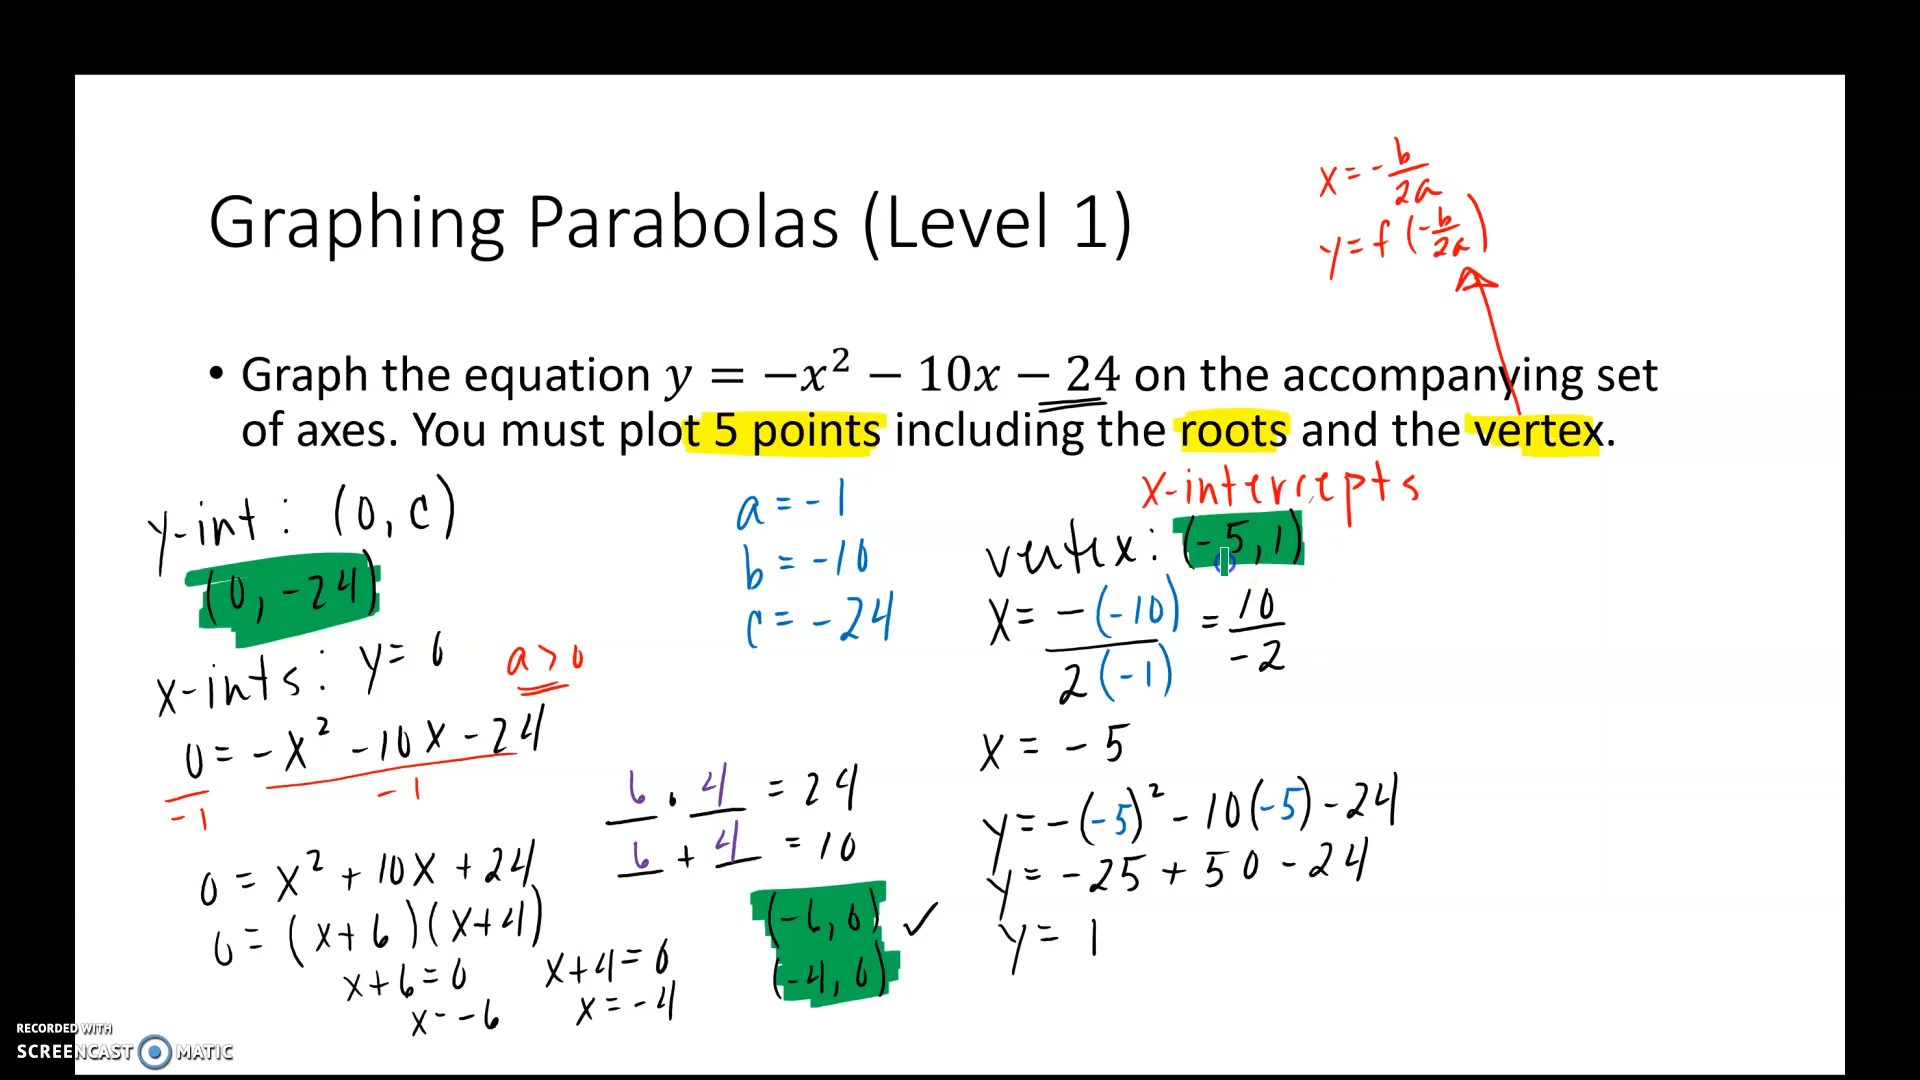 Graphing Parabolas (Level 1)
x = -b/2a
y = f(-b/2a)
• Graph the equation y = −x² − 10x − 24 on the accompanying set
of axes. You must plot 5 points including the roots and the vertex.
x-intercepts
y-int : (0, c)
(0, -24)
x-ints : y = 0
a > 0
0 = -x² - 10x - 24
-1 -1
0 = x² + 10x + 24
0 = (x+6)(x+4)
x+6=0 x+4=0
x=-6 x=-4
a = -1
b = -10
c = -24
6 · 4 = 24
6 + 4 = 10
(-6, 0) ✓
(-4, 0)
vertex : (-5, 1)
x = -(-10)/2(-1) = 10/-2
x = -5
y = -(-5)² - 10(-5) - 24
y = -25 + 50 - 24
y = 1
RECORDED WITH
SCREENCAST MATIC